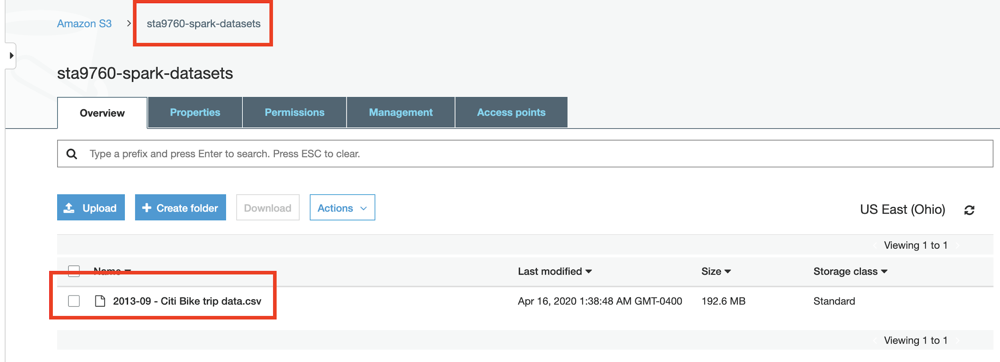 Amazon S3 > sta9760-spark-datasets
sta9760-spark-datasets
Overview Properties Permissions Management Access points
Type a prefix and press Enter to search. Press ESC to clear.
Upload Create folder Download Actions US East (Ohio)
Viewing 1 to 1
Name Last modified Size Storage class
2013-09 - Citi Bike trip data.csv Apr 16, 2020 1:38:48 AM GMT-0400 192.6 MB Standard
Viewing 1 to 1